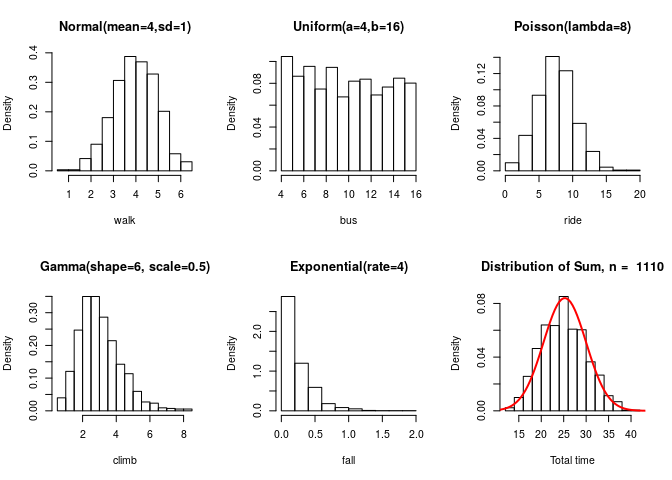 Normal(mean=4,sd=1)
Density
0.0 0.1 0.2 0.3 0.4
1 2 3 4 5 6
walk
Uniform(a=4,b=16)
Density
0.00 0.04 0.08
4 6 8 10 12 14 16
bus
Poisson(lambda=8)
Density
0.00 0.04 0.08 0.12
0 5 10 15 20
ride
Gamma(shape=6, scale=0.5)
Density
0.00 0.10 0.20 0.30
2 4 6 8
climb
Exponential(rate=4)
Density
0.0 1.0 2.0
0.0 0.5 1.0 1.5 2.0
fall
Distribution of Sum, n = 1110
Density
0.00 0.04 0.08
15 20 25 30 35 40
Total time